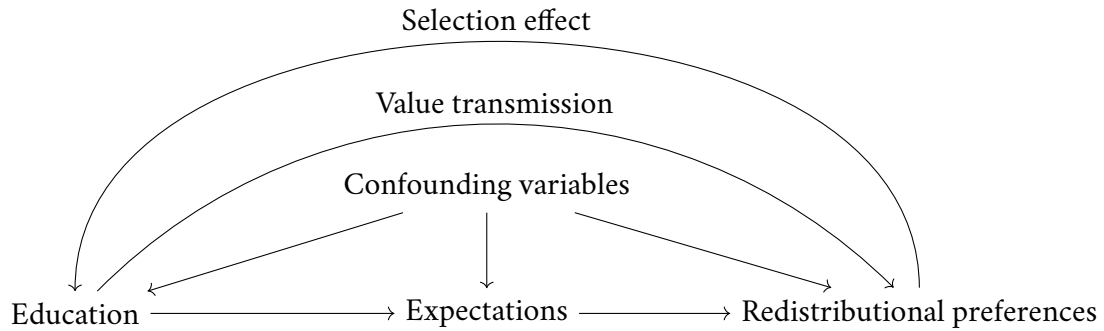 Selection effect
Value transmission
Confounding variables
Education
Expectations
Redistributional preferences